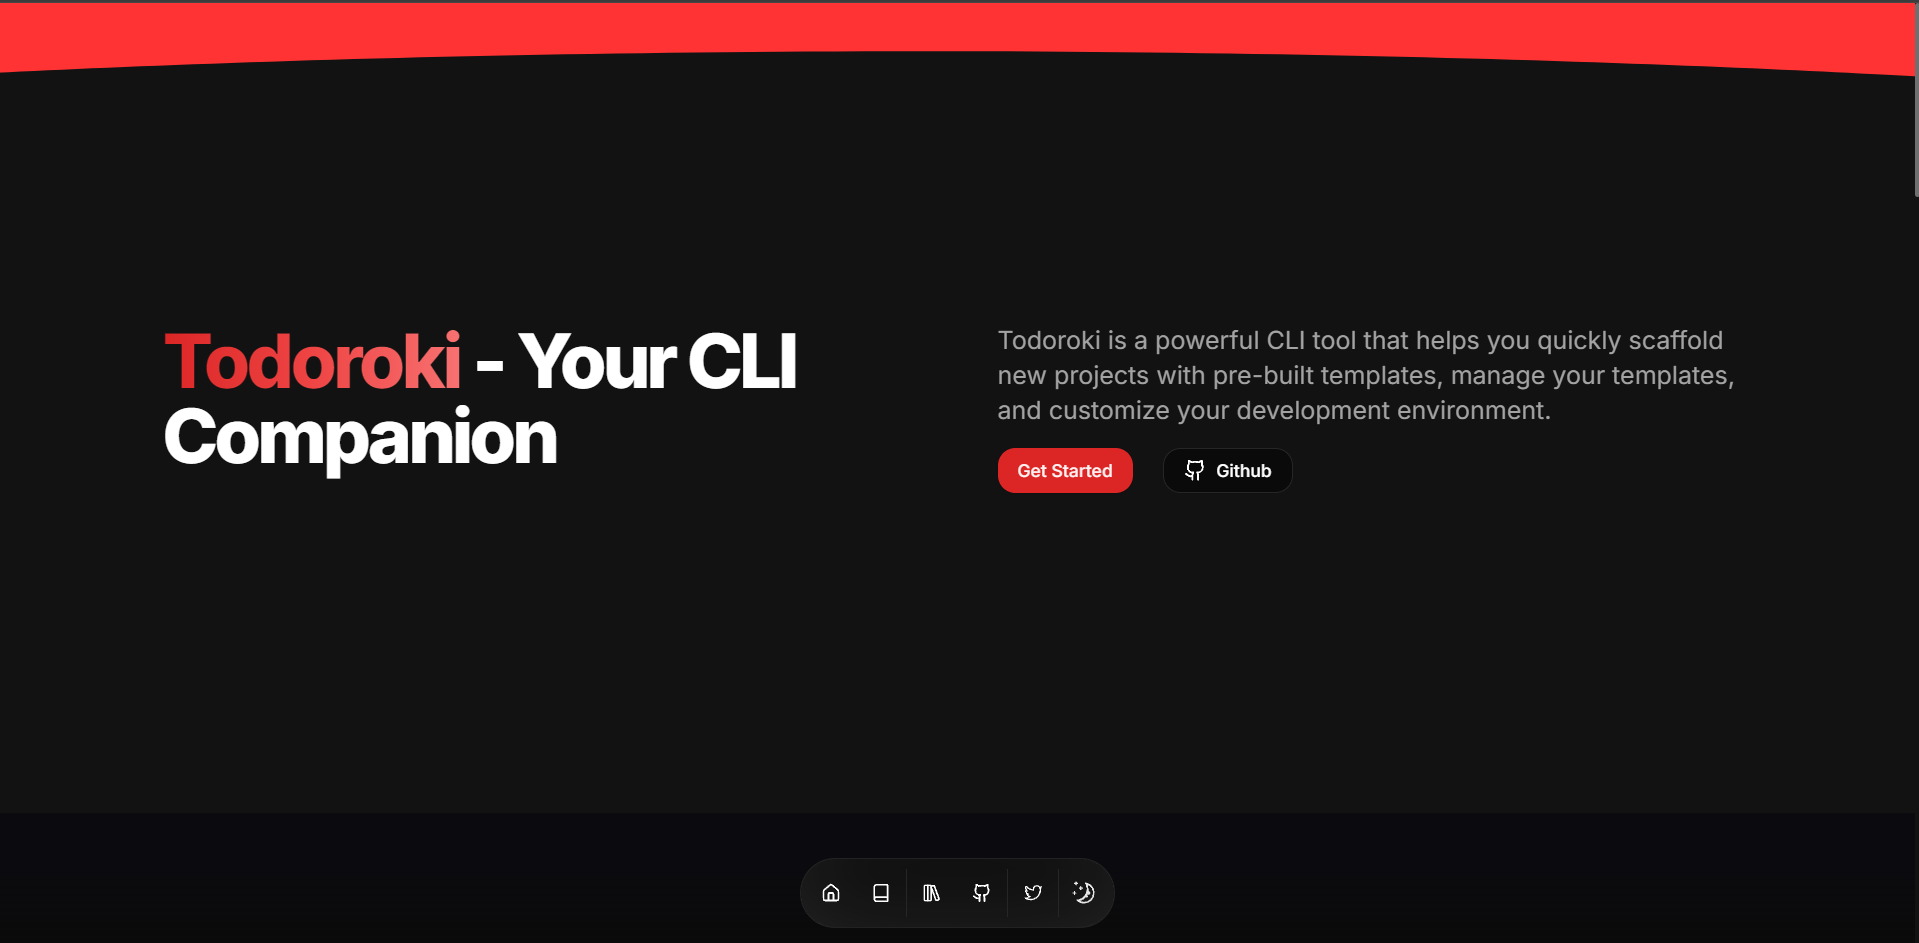 Todoroki - Your CLI
Companion
Todoroki is a powerful CLI tool that helps you quickly scaffold
new projects with pre-built templates, manage your templates,
and customize your development environment.
Get Started
Github